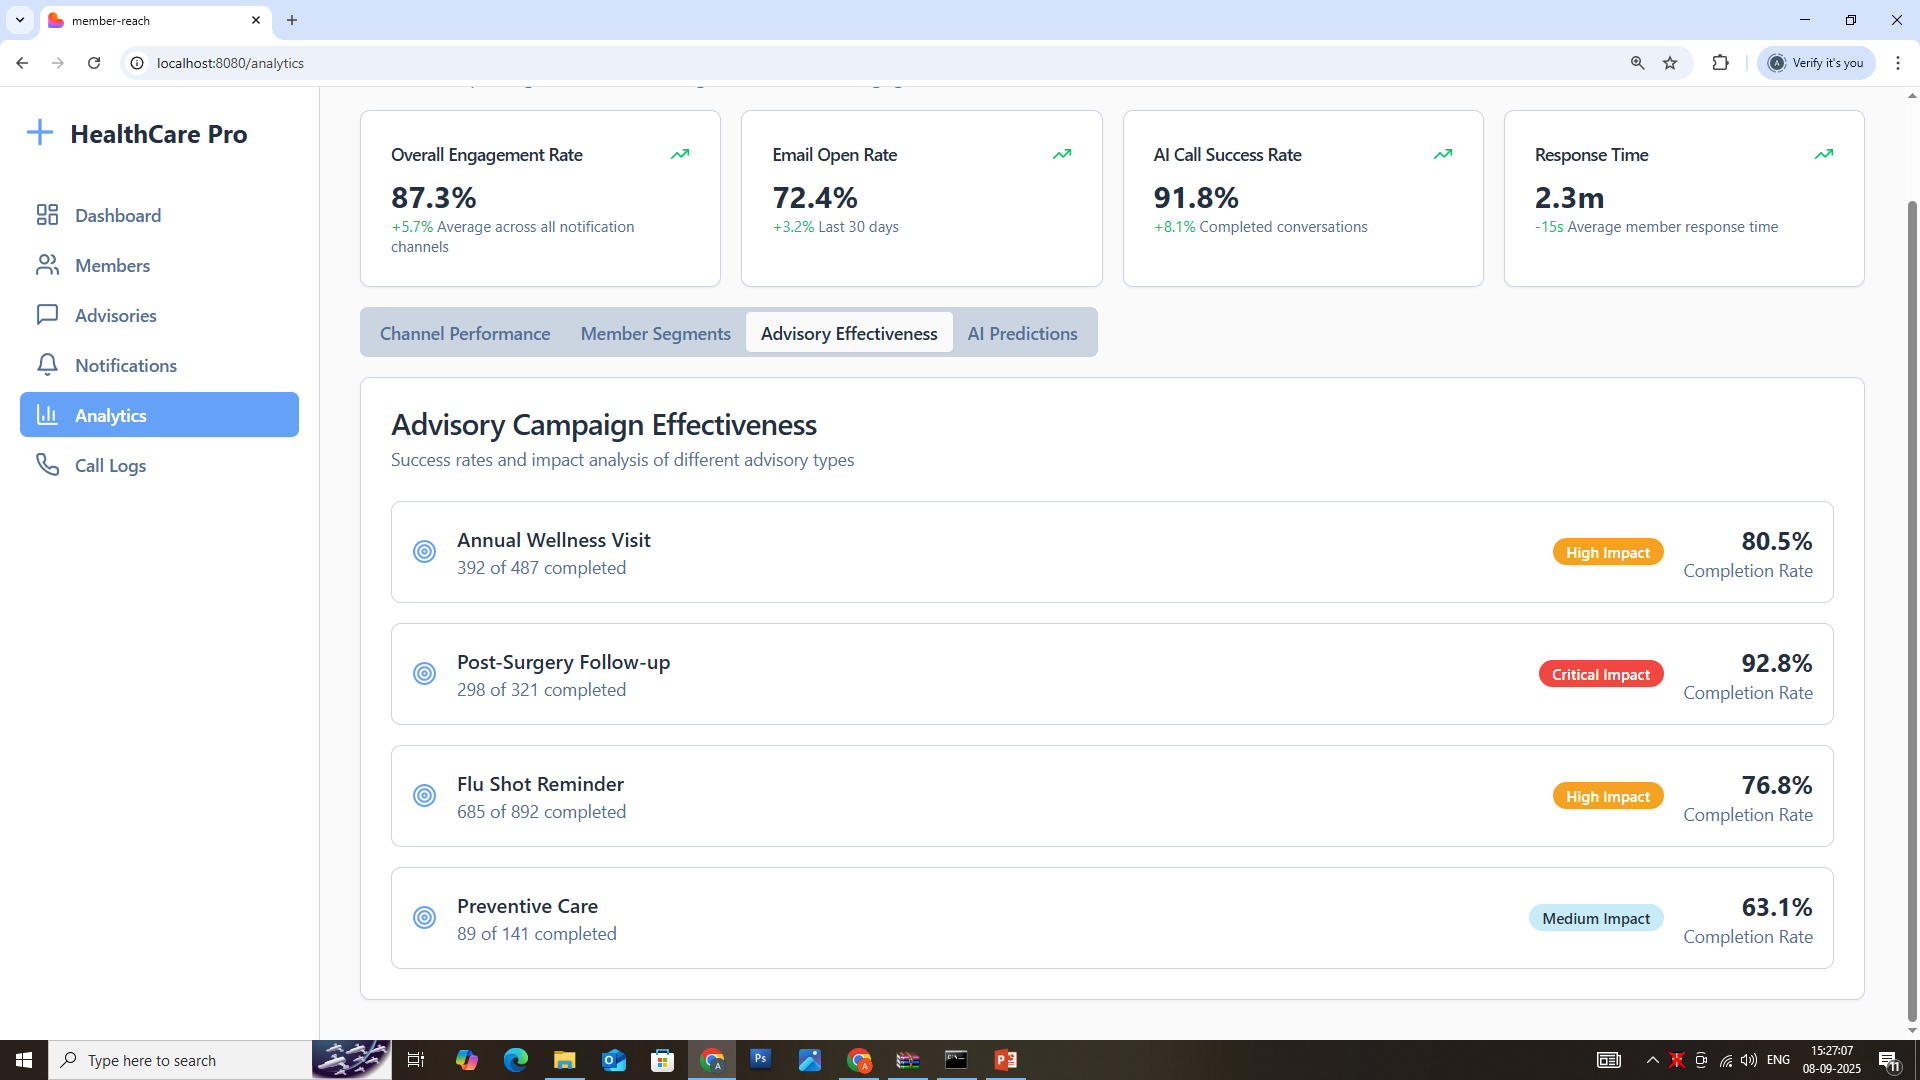 member-reach
localhost:8080/analytics
Verify it's you
HealthCare Pro
Dashboard
Members
Advisories
Notifications
Analytics
Call Logs
Overall Engagement Rate
87.3%
+5.7% Average across all notification
channels
Email Open Rate
72.4%
+3.2% Last 30 days
AI Call Success Rate
91.8%
+8.1% Completed conversations
Response Time
2.3m
-15s Average member response time
Channel Performance
Member Segments
Advisory Effectiveness
AI Predictions
Advisory Campaign Effectiveness
Success rates and impact analysis of different advisory types
Annual Wellness Visit
392 of 487 completed
High Impact
80.5%
Completion Rate
Post-Surgery Follow-up
298 of 321 completed
Critical Impact
92.8%
Completion Rate
Flu Shot Reminder
685 of 892 completed
High Impact
76.8%
Completion Rate
Preventive Care
89 of 141 completed
Medium Impact
63.1%
Completion Rate
Type here to search
Ps
ENG
15:27:07
08-09-2025
11